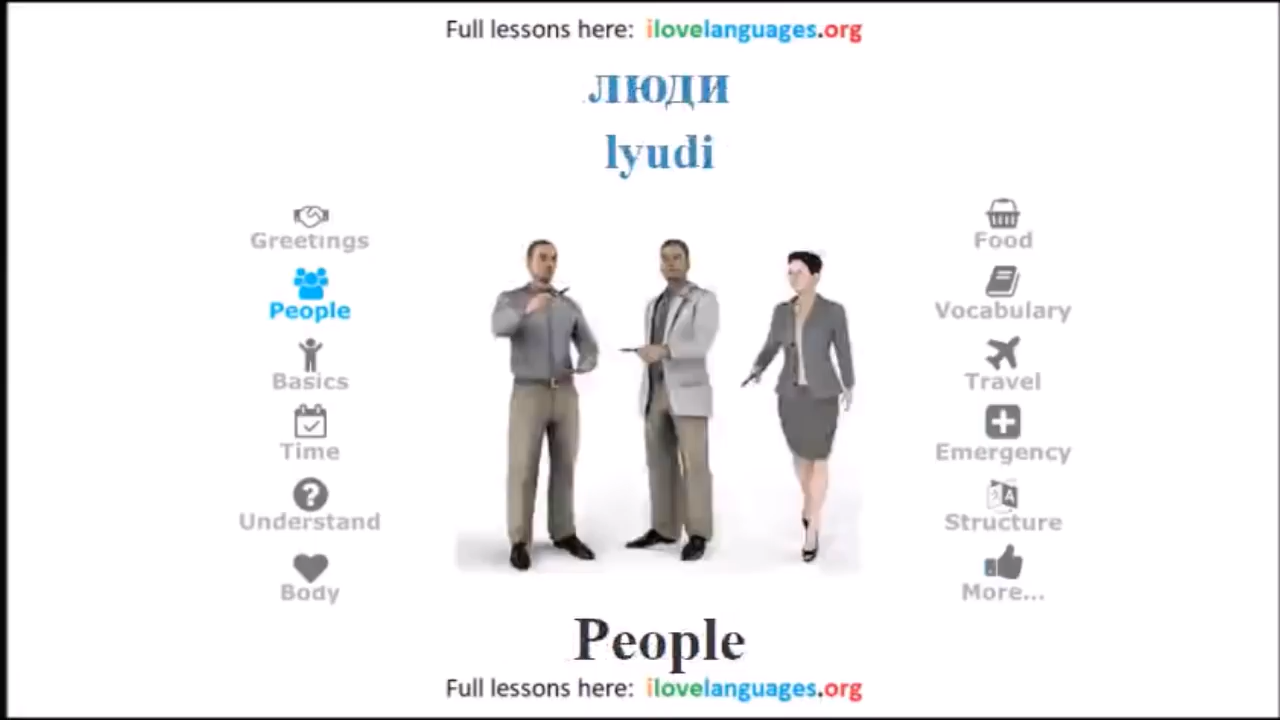 Full lessons here: ilovelanguages.org
люди
lyudi
Greetings
People
Basics
Time
Understand
Body
Food
Vocabulary
Travel
Emergency
Structure
More...
People
Full lessons here: ilovelanguages.org